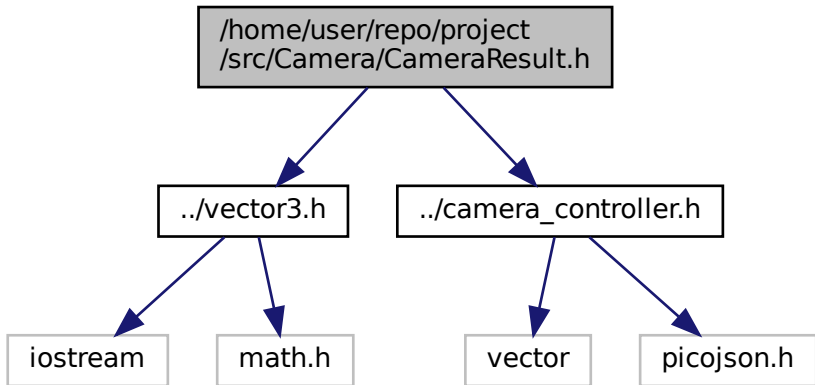 /home/user/repo/project
/src/Camera/CameraResult.h
../vector3.h
../camera_controller.h
iostream
math.h
vector
picojson.h